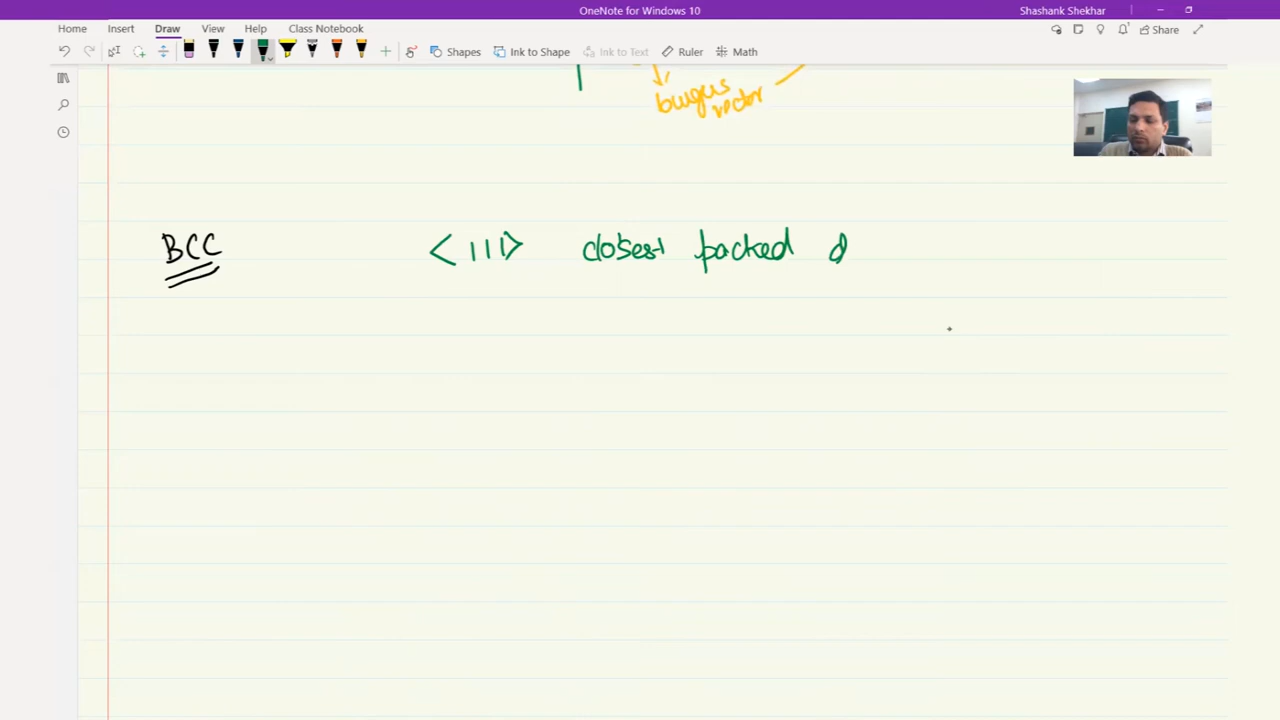 OneNote for Windows 10
Shashank Shekhar
Home Insert Draw View Help Class Notebook
Share
Shapes Ink to Shape Ink to Text Ruler Math
burgers
vector
BCC <111> closest packed d